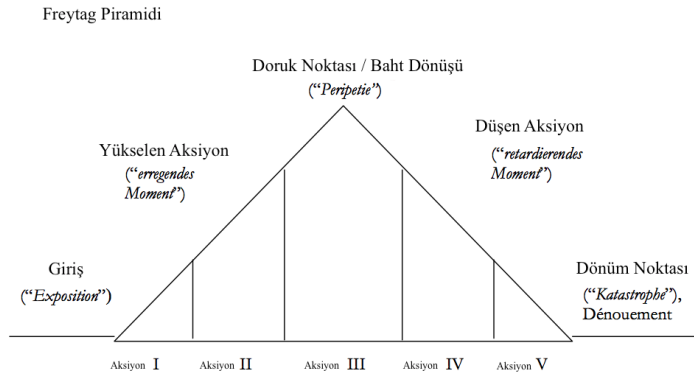 Freytag Piramidi
Doruk Noktası / Baht Dönüşü
(“Peripetie”)
Yükselen Aksiyon
(“erregendes
Moment”)
Düşen Aksiyon
(“retardierendes
Moment”)
Giriş
(“Exposition”)
Dönüm Noktası
(“Katastrophe”),
Dénouement
Aksiyon I
Aksiyon II
Aksiyon III
Aksiyon IV
Aksiyon V